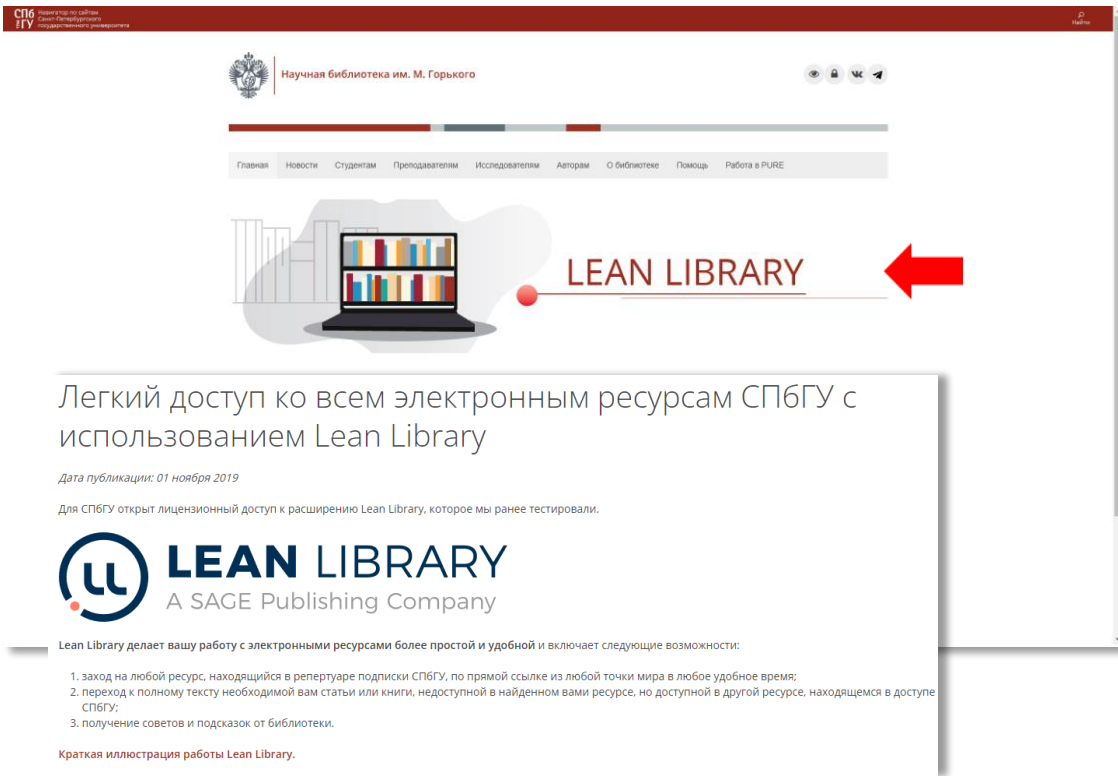 СПб ГУ
Навигатор по сайтам
Санкт-Петербургского
государственного университета
Найти
Научная библиотека им. М. Горького
Главная Новости Студентам Преподавателям Исследователям Авторам О библиотеке Помощь Работа в PURE
LEAN LIBRARY
Легкий доступ ко всем электронным ресурсам СПбГУ с
использованием Lean Library
Дата публикации: 01 ноября 2019
Для СПбГУ открыт лицензионный доступ к расширению Lean Library, которое мы ранее тестировали.
LEAN LIBRARY
A SAGE Publishing Company
Lean Library делает вашу работу с электронными ресурсами более простой и удобной и включает следующие возможности:
1. заход на любой ресурс, находящийся в репертуаре подписки СПбГУ, по прямой ссылке из любой точки мира в любое удобное время;
2. переход к полному тексту необходимой вам статьи или книги, недоступной в найденном вами ресурсе, но доступной в другой ресурсе, находящемся в доступе
СПбГУ;
3. получение советов и подсказок от библиотеки.
Краткая иллюстрация работы Lean Library.